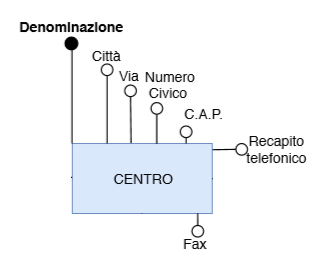 Denominazione
Città
Via
Numero
Civico
C.A.P.
Recapito
telefonico
CENTRO
Fax